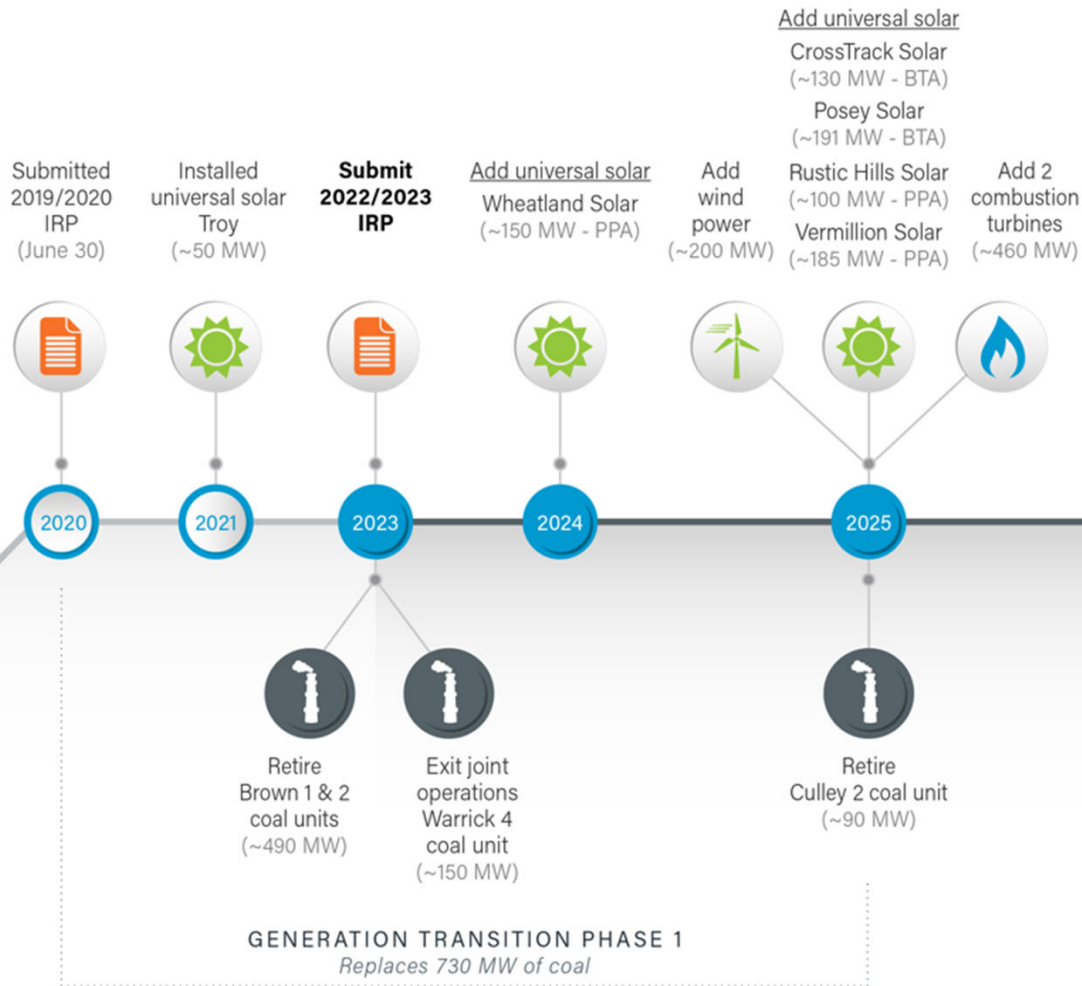 Submitted
2019/2020
IRP
(June 30)
Installed
universal solar
Troy
(~50 MW)
Submit
2022/2023
IRP
Add universal solar
Wheatland Solar
(~150 MW - PPA)
Add
wind
power
(~200 MW)
Add universal solar
CrossTrack Solar
(~130 MW - BTA)
Posey Solar
(~191 MW - BTA)
Rustic Hills Solar
(~100 MW - PPA)
Vermillion Solar
(~185 MW - PPA)
Add 2
combustion
turbines
(~460 MW)
2020
2021
2023
2024
2025
Retire
Brown 1 & 2
coal units
(~490 MW)
Exit joint
operations
Warrick 4
coal unit
(~150 MW)
Retire
Culley 2 coal unit
(~90 MW)
GENERATION TRANSITION PHASE 1
Replaces 730 MW of coal